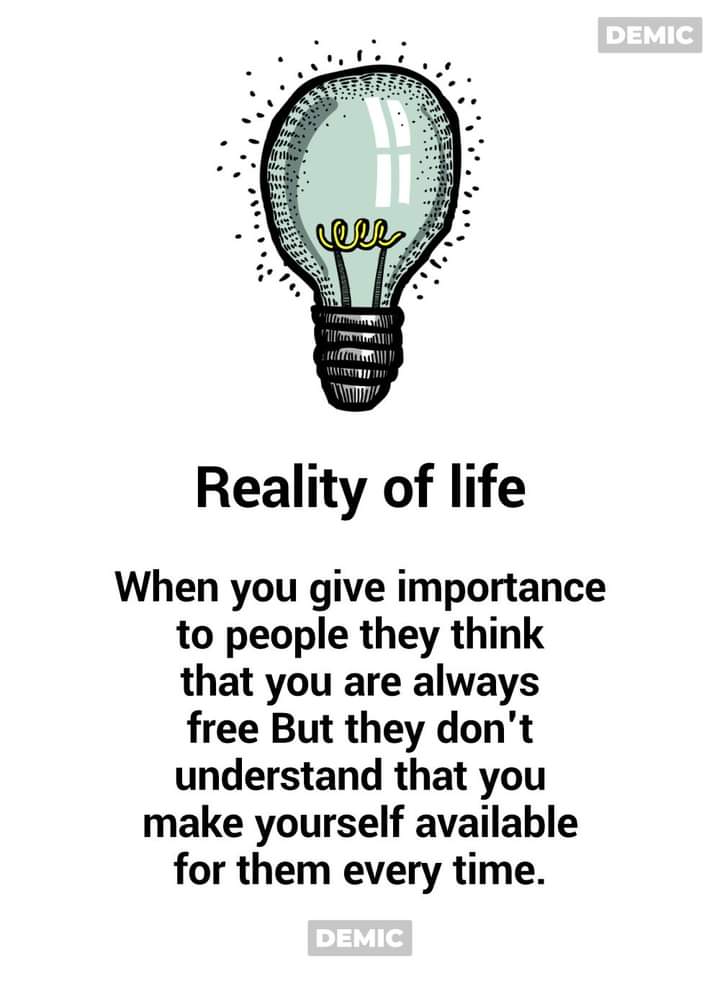 DEMIC
Reality of life
When you give importance
to people they think
that you are always
free But they don't
understand that you
make yourself available
for them every time.
DEMIC